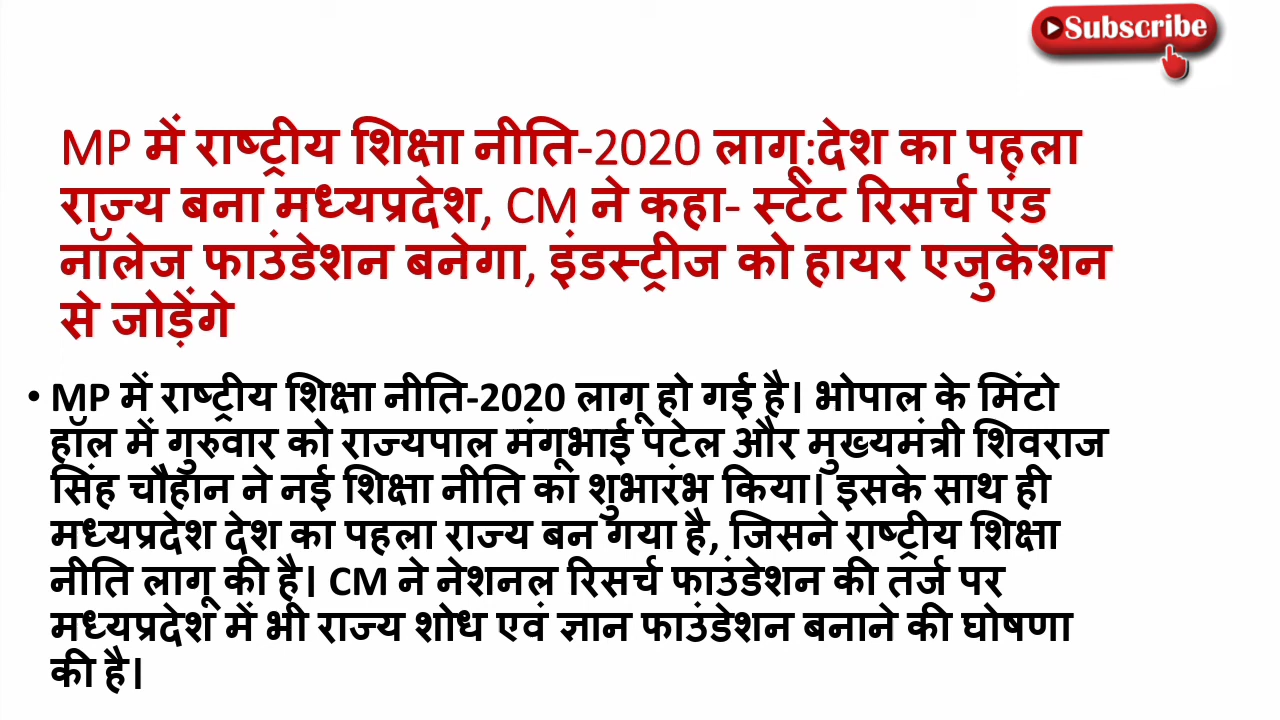 Subscribe
MP में राष्ट्रीय शिक्षा नीति-2020 लागू:देश का पहला
राज्य बना मध्यप्रदेश, CM ने कहा- स्टेट रिसर्च एंड
नॉलेज फाउंडेशन बनेगा, इंडस्ट्रीज को हायर एजुकेशन
से जोड़ेंगे
• MP में राष्ट्रीय शिक्षा नीति-2020 लागू हो गई है। भोपाल के मिंटो
हॉल में गुरुवार को राज्यपाल मंगूभाई पटेल और मुख्यमंत्री शिवराज
सिंह चौहान ने नई शिक्षा नीति का शुभारंभ किया। इसके साथ ही
मध्यप्रदेश देश का पहला राज्य बन गया है, जिसने राष्ट्रीय शिक्षा
नीति लागू की है। CM ने नेशनल रिसर्च फाउंडेशन की तर्ज पर
मध्यप्रदेश में भी राज्य शोध एवं ज्ञान फाउंडेशन बनाने की घोषणा
की है।